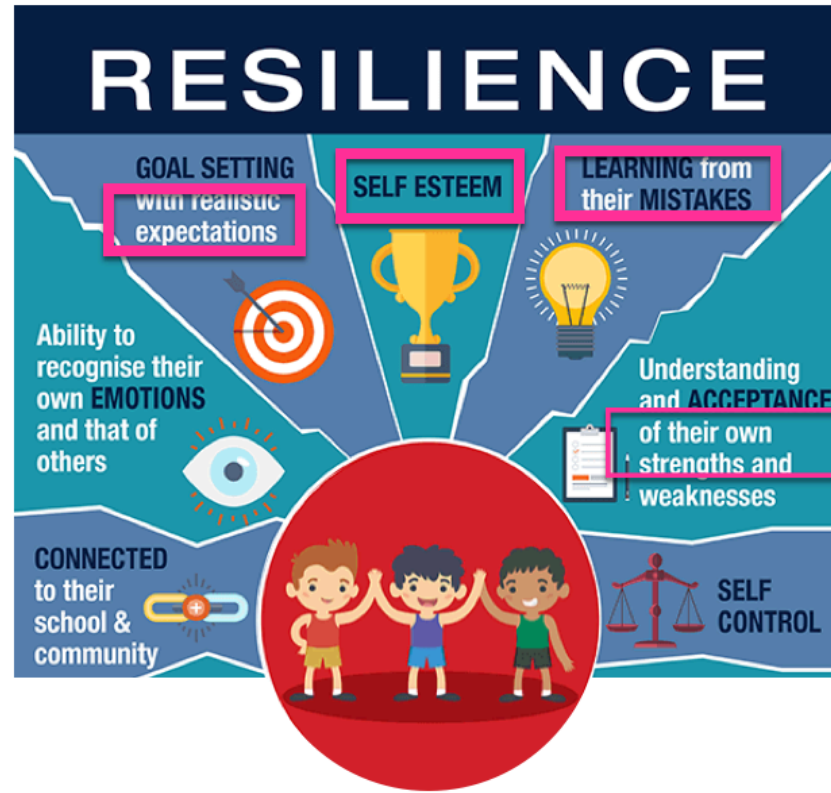 RESILIENCE
GOAL SETTING
with realistic
expectations
SELF ESTEEM
LEARNING from
their MISTAKES
Ability to
recognise their
own EMOTIONS
and that of
others
Understanding
and ACCEPTANCE
of their own
strengths and
weaknesses
CONNECTED
to their
school &
community
SELF
CONTROL